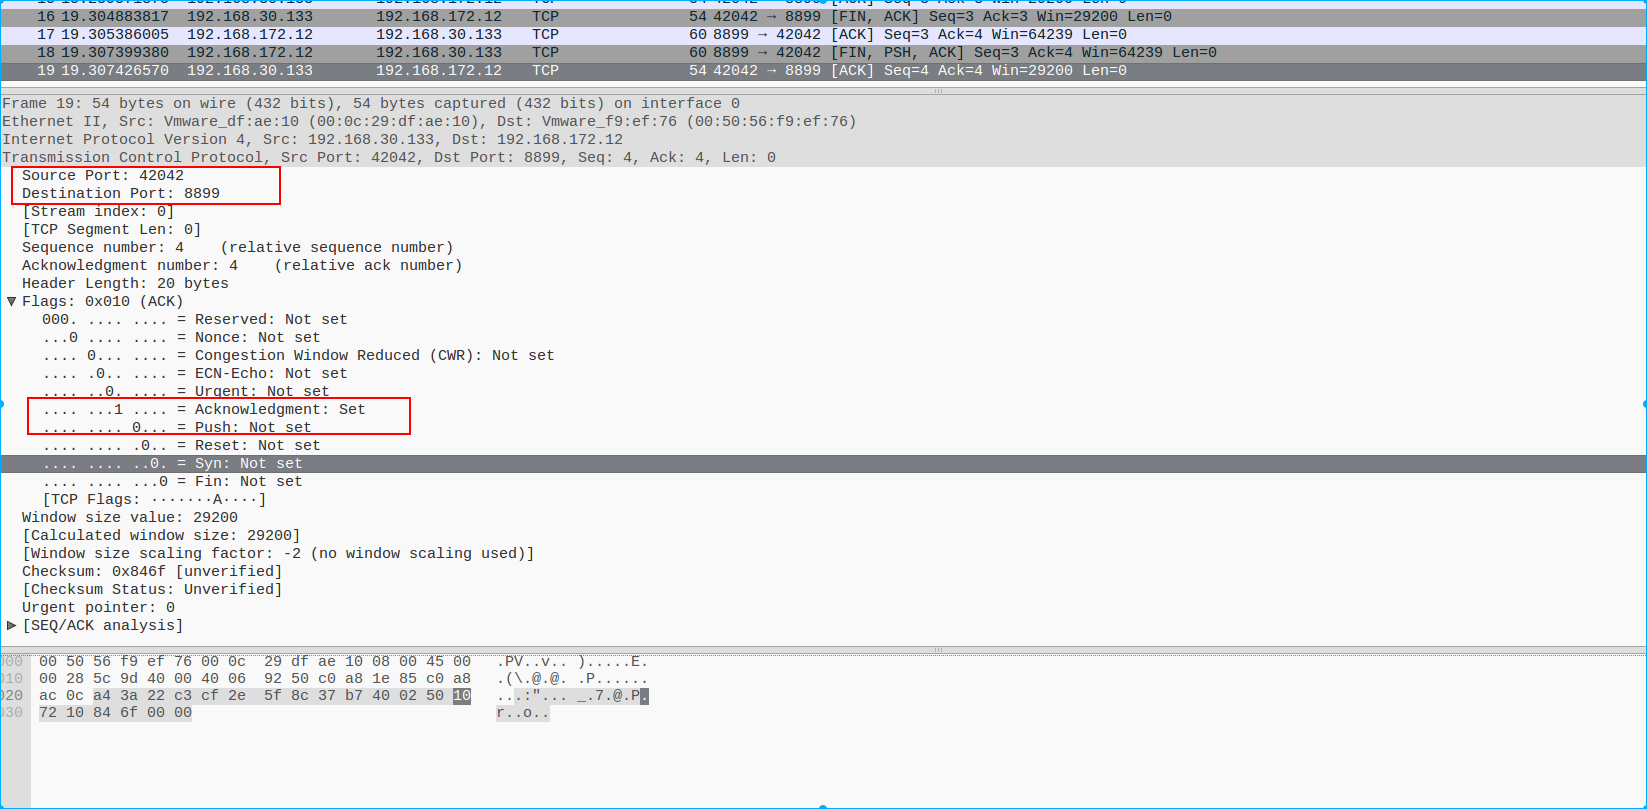 16 19.304883817 192.168.30.133 192.168.172.12 TCP 54 42042 → 8899 [FIN, ACK] Seq=3 Ack=3 Win=29200 Len=0
17 19.305386005 192.168.172.12 192.168.30.133 TCP 60 8899 → 42042 [ACK] Seq=3 Ack=4 Win=64239 Len=0
18 19.307399380 192.168.172.12 192.168.30.133 TCP 60 8899 → 42042 [FIN, PSH, ACK] Seq=3 Ack=4 Win=64239 Len=0
19 19.307426570 192.168.30.133 192.168.172.12 TCP 54 42042 → 8899 [ACK] Seq=4 Ack=4 Win=29200 Len=0
Frame 19: 54 bytes on wire (432 bits), 54 bytes captured (432 bits) on interface 0
Ethernet II, Src: Vmware_df:ae:10 (00:0c:29:df:ae:10), Dst: Vmware_f9:ef:76 (00:50:56:f9:ef:76)
Internet Protocol Version 4, Src: 192.168.30.133, Dst: 192.168.172.12
Transmission Control Protocol, Src Port: 42042, Dst Port: 8899, Seq: 4, Ack: 4, Len: 0
Source Port: 42042
Destination Port: 8899
[Stream index: 0]
[TCP Segment Len: 0]
Sequence number: 4    (relative sequence number)
Acknowledgment number: 4    (relative ack number)
Header Length: 20 bytes
Flags: 0x010 (ACK)
000. .... .... = Reserved: Not set
...0 .... .... = Nonce: Not set
.... 0... .... = Congestion Window Reduced (CWR): Not set
.... .0.. .... = ECN-Echo: Not set
.... ..0. .... = Urgent: Not set
.... ...1 .... = Acknowledgment: Set
.... .... 0... = Push: Not set
.... .... .0.. = Reset: Not set
.... .... ..0. = Syn: Not set
.... .... ...0 = Fin: Not set
[TCP Flags: ·······A····]
Window size value: 29200
[Calculated window size: 29200]
[Window size scaling factor: -2 (no window scaling used)]
Checksum: 0x846f [unverified]
[Checksum Status: Unverified]
Urgent pointer: 0
[SEQ/ACK analysis]
000 00 50 56 f9 ef 76 00 0c 29 df ae 10 08 00 45 00 .PV..v.. ).....E.
010 00 28 5c 9d 40 00 40 06 92 50 c0 a8 1e 85 c0 a8 .(\.@.@. .P......
020 ac 0c a4 3a 22 c3 cf 2e 5f 8c 37 b7 40 02 50 10 ...:"... _.7.@.P.
030 72 10 84 6f 00 00 r..o..